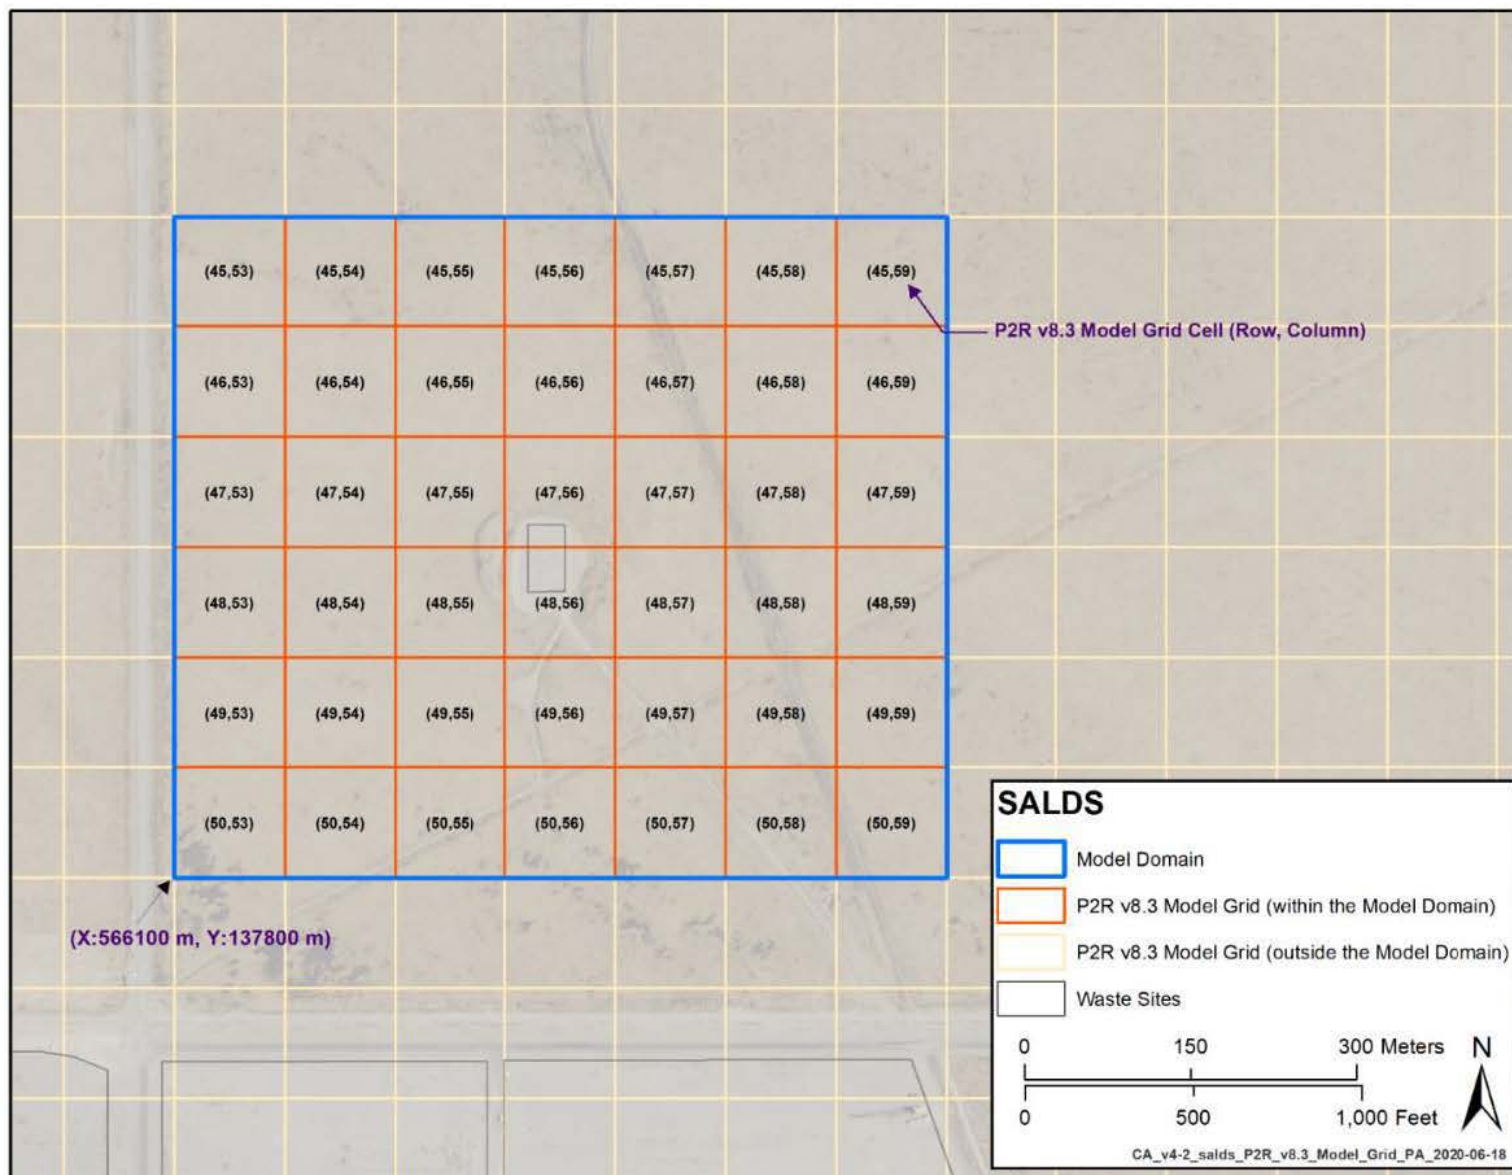 (45,53) (45,54) (45,55) (45,56) (45,57) (45,58) (45,59)
P2R v8.3 Model Grid Cell (Row, Column)
(46,53) (46,54) (46,55) (46,56) (46,57) (46,58) (46,59)
(47,53) (47,54) (47,55) (47,56) (47,57) (47,58) (47,59)
(48,53) (48,54) (48,55) (48,56) (48,57) (48,58) (48,59)
(49,53) (49,54) (49,55) (49,56) (49,57) (49,58) (49,59)
(50,53) (50,54) (50,55) (50,56) (50,57) (50,58) (50,59)
(X:566100 m, Y:137800 m)
SALDS
Model Domain
P2R v8.3 Model Grid (within the Model Domain)
P2R v8.3 Model Grid (outside the Model Domain)
Waste Sites
0 150 300 Meters
N
0 500 1,000 Feet
CA_v4-2_salds_P2R_v8.3_Model_Grid_PA_2020-06-18